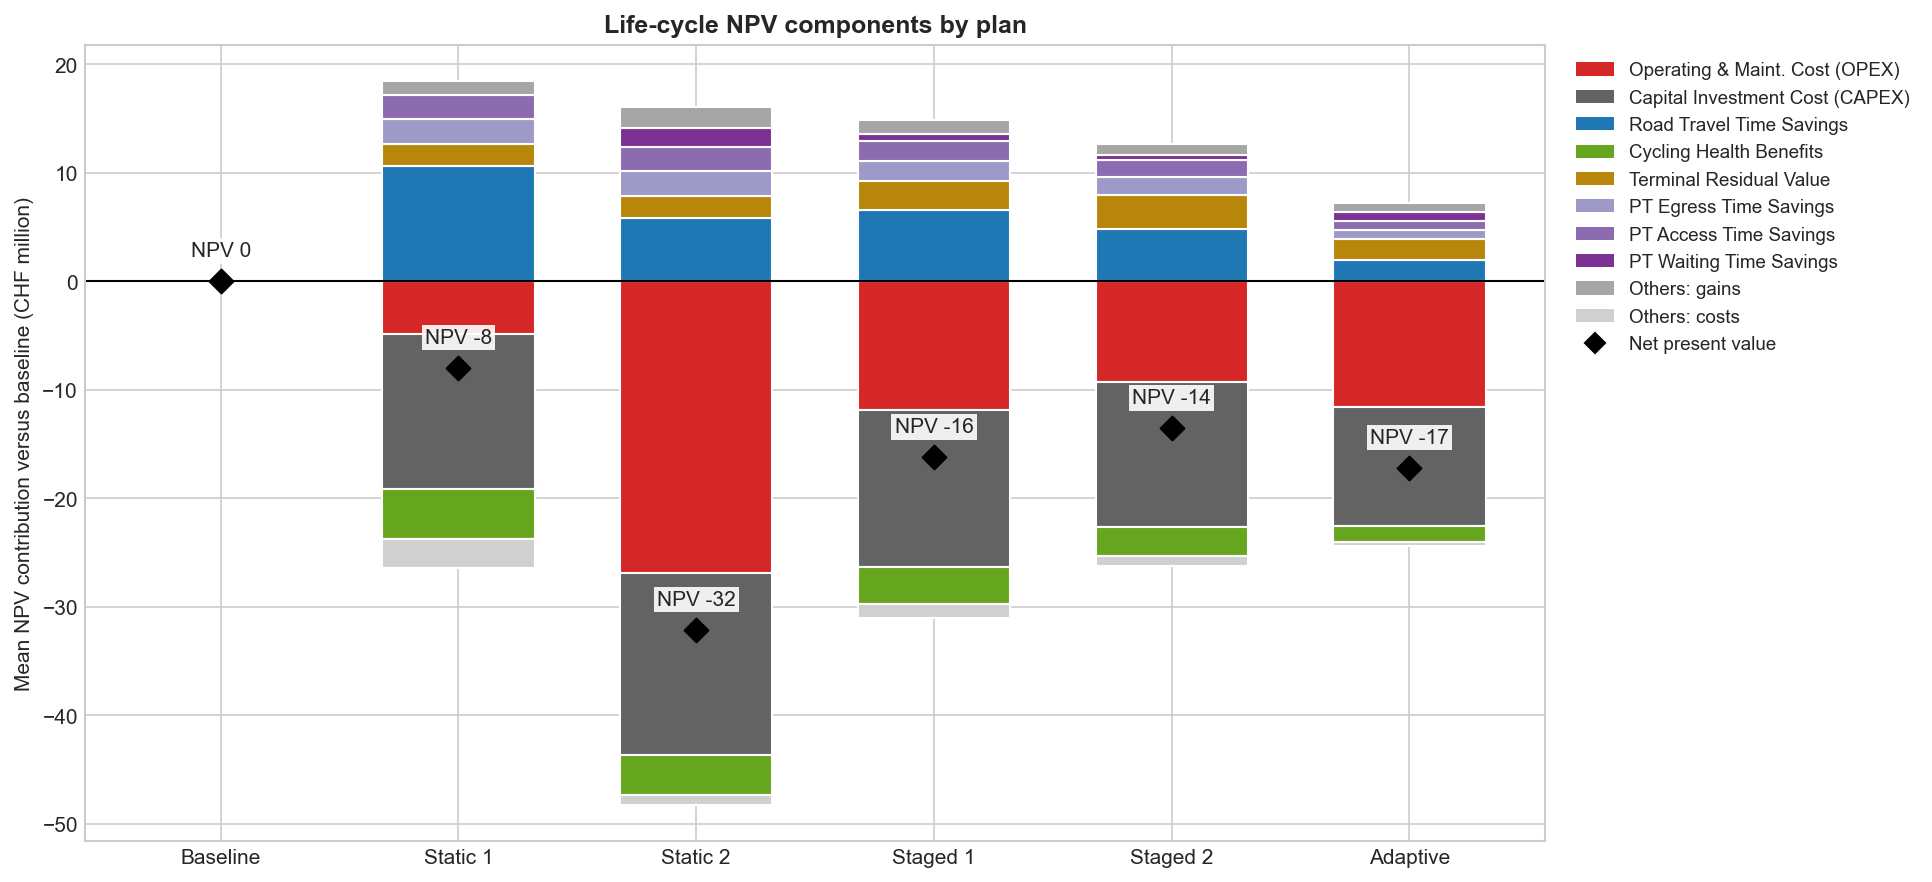 Life-cycle NPV components by plan
Mean NPV contribution versus baseline (CHF million)
20
10
0
−10
−20
−30
−40
−50
NPV 0
NPV -8
NPV -32
NPV -16
NPV -14
NPV -17
Baseline
Static 1
Static 2
Staged 1
Staged 2
Adaptive
Operating & Maint. Cost (OPEX)
Capital Investment Cost (CAPEX)
Road Travel Time Savings
Cycling Health Benefits
Terminal Residual Value
PT Egress Time Savings
PT Access Time Savings
PT Waiting Time Savings
Others: gains
Others: costs
Net present value